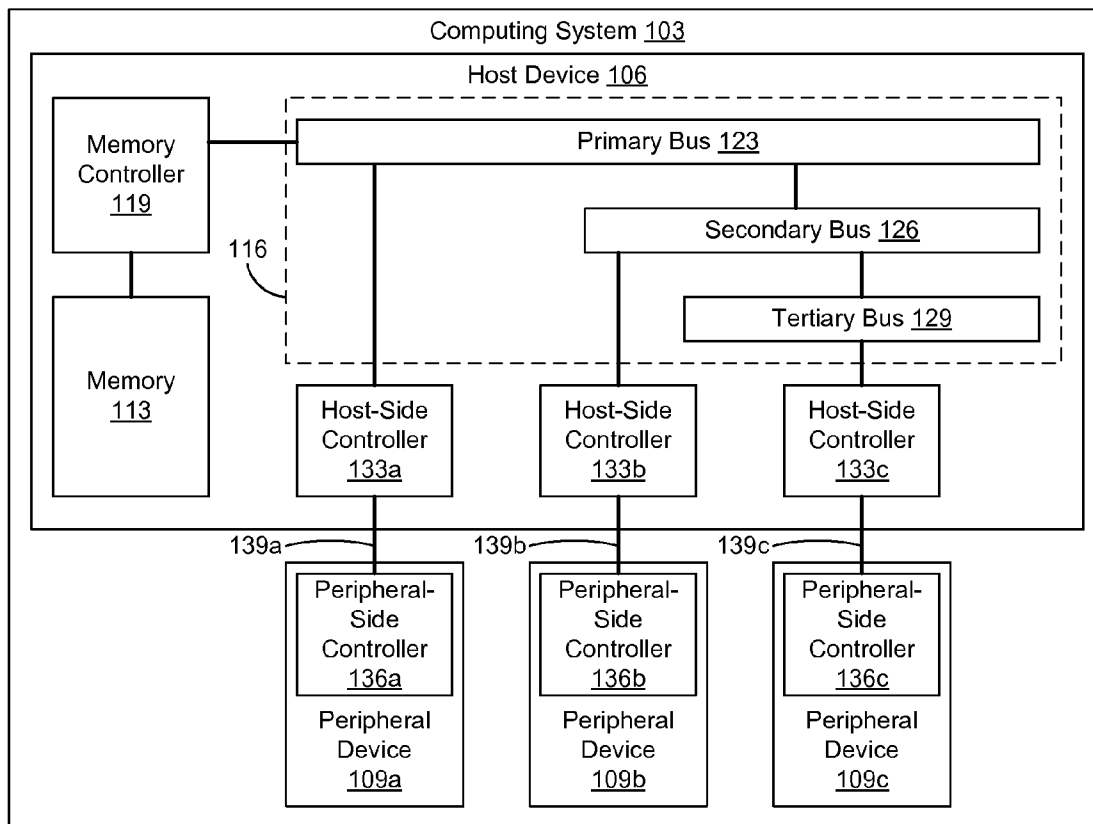 Computing System 103
Host Device 106
Memory
Controller
119
Primary Bus 123
Secondary Bus 126
116
Tertiary Bus 129
Memory
113
Host-Side
Controller
133a
Host-Side
Controller
133b
Host-Side
Controller
133c
139a
139b
139c
Peripheral-
Side
Controller
136a
Peripheral
Device
109a
Peripheral-
Side
Controller
136b
Peripheral
Device
109b
Peripheral-
Side
Controller
136c
Peripheral
Device
109c